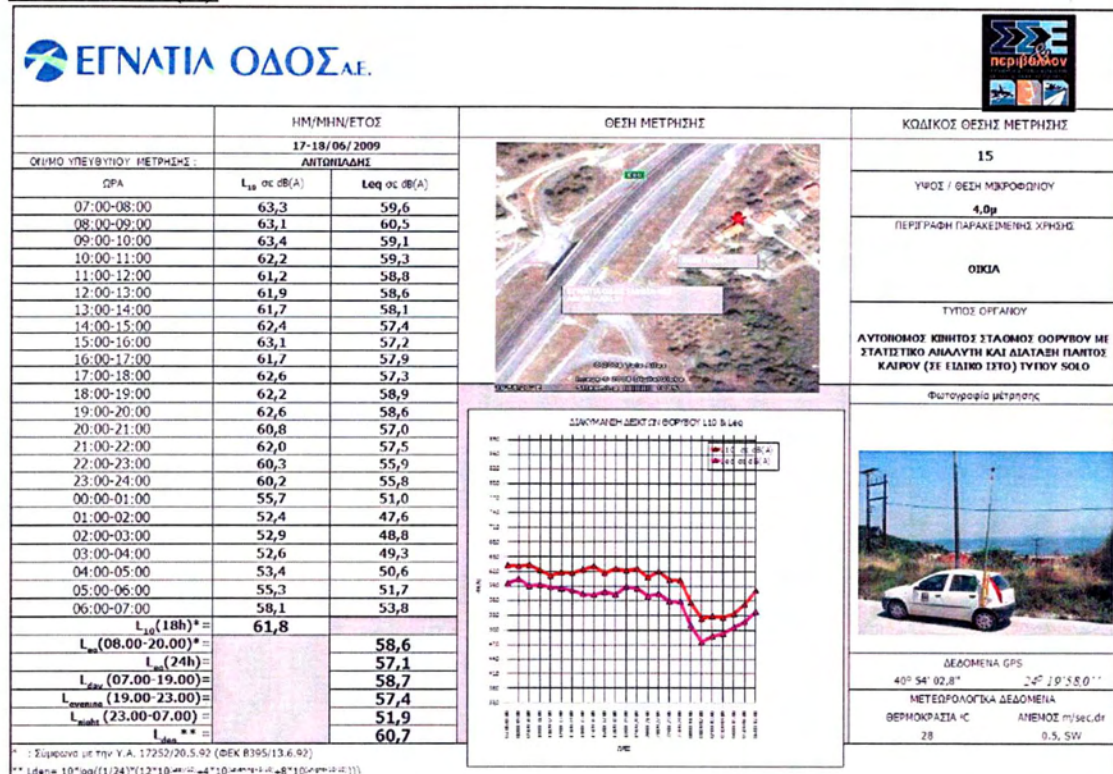 ΕΓΝΑΤΙΑ ΟΔΟΣ Α.Ε.
ΣΣΕ
&
περιβάλλον
ΗΜ/ΜΗΝ/ΕΤΟΣ
ΘΕΣΗ ΜΕΤΡΗΣΗΣ
ΚΩΔΙΚΟΣ ΘΕΣΗΣ ΜΕΤΡΗΣΗΣ
17-18/06/2009
15
ΟΝ/ΜΟ ΥΠΕΥΘΥΝΟΥ ΜΕΤΡΗΣΗΣ : ΑΝΤΩΝΙΑΔΗΣ
ΩΡΑ L10 σε dB(A) Leq σε dB(A)
ΥΨΟΣ / ΘΕΣΗ ΜΙΚΡΟΦΩΝΟΥ
4,0μ
ΠΕΡΙΓΡΑΦΗ ΠΑΡΑΚΕΙΜΕΝΗΣ ΧΡΗΣΗΣ
ΟΙΚΙΑ
ΤΥΠΟΣ ΟΡΓΑΝΟΥ
ΑΥΤΟΝΟΜΟΣ ΚΙΝΗΤΟΣ ΣΤΑΘΜΟΣ ΘΟΡΥΒΟΥ ΜΕ
ΣΤΑΤΙΣΤΙΚΟ ΑΝΑΛΥΤΗ ΚΑΙ ΔΙΑΤΑΞΗ ΠΑΝΤΟΣ
ΚΑΙΡΟΥ (ΣΕ ΕΙΔΙΚΟ ΙΣΤΟ) ΤΥΠΟΥ SOLO
Φωτογραφία μέτρησης
07:00-08:00 63,3 59,6
08:00-09:00 63,1 60,5
09:00-10:00 63,4 59,1
10:00-11:00 62,2 59,3
11:00-12:00 61,2 58,8
12:00-13:00 61,9 58,6
13:00-14:00 61,7 58,1
14:00-15:00 62,4 57,4
15:00-16:00 63,1 57,2
16:00-17:00 61,7 57,9
17:00-18:00 62,6 57,3
18:00-19:00 62,2 58,9
19:00-20:00 62,6 58,6
20:00-21:00 60,8 57,0
21:00-22:00 62,0 57,5
22:00-23:00 60,3 55,9
23:00-24:00 60,2 55,8
00:00-01:00 55,7 51,0
01:00-02:00 52,4 47,6
02:00-03:00 52,9 48,8
03:00-04:00 52,6 49,3
04:00-05:00 53,4 50,6
05:00-06:00 55,3 51,7
06:00-07:00 58,1 53,8
L10(18h)* = 61,8
Leq(08.00-20.00)* = 58,6
Leq(24h)= 57,1
Lday (07.00-19.00)= 58,7
Levening (19.00-23.00)= 57,4
Lnight (23.00-07.00) = 51,9
Lden ** = 60,7
ΔΙΑΚΥΜΑΝΣΗ ΔΕΙΚΤΩΝ ΘΟΡΥΒΟΥ L10 & Leq
L10 σε dB(A)
Leq σε dB(A)
ΔΕΔΟΜΕΝΑ GPS
40° 54' 02,8" 24° 19'58,0''
ΜΕΤΕΩΡΟΛΟΓΙΚΑ ΔΕΔΟΜΕΝΑ
ΘΕΡΜΟΚΡΑΣΙΑ °C ΑΝΕΜΟΣ m/sec,dr
28 0.5, SW
* : Σύμφωνα με την Υ.Α. 17252/20.5.92 (ΦΕΚ Β395/13.6.92)